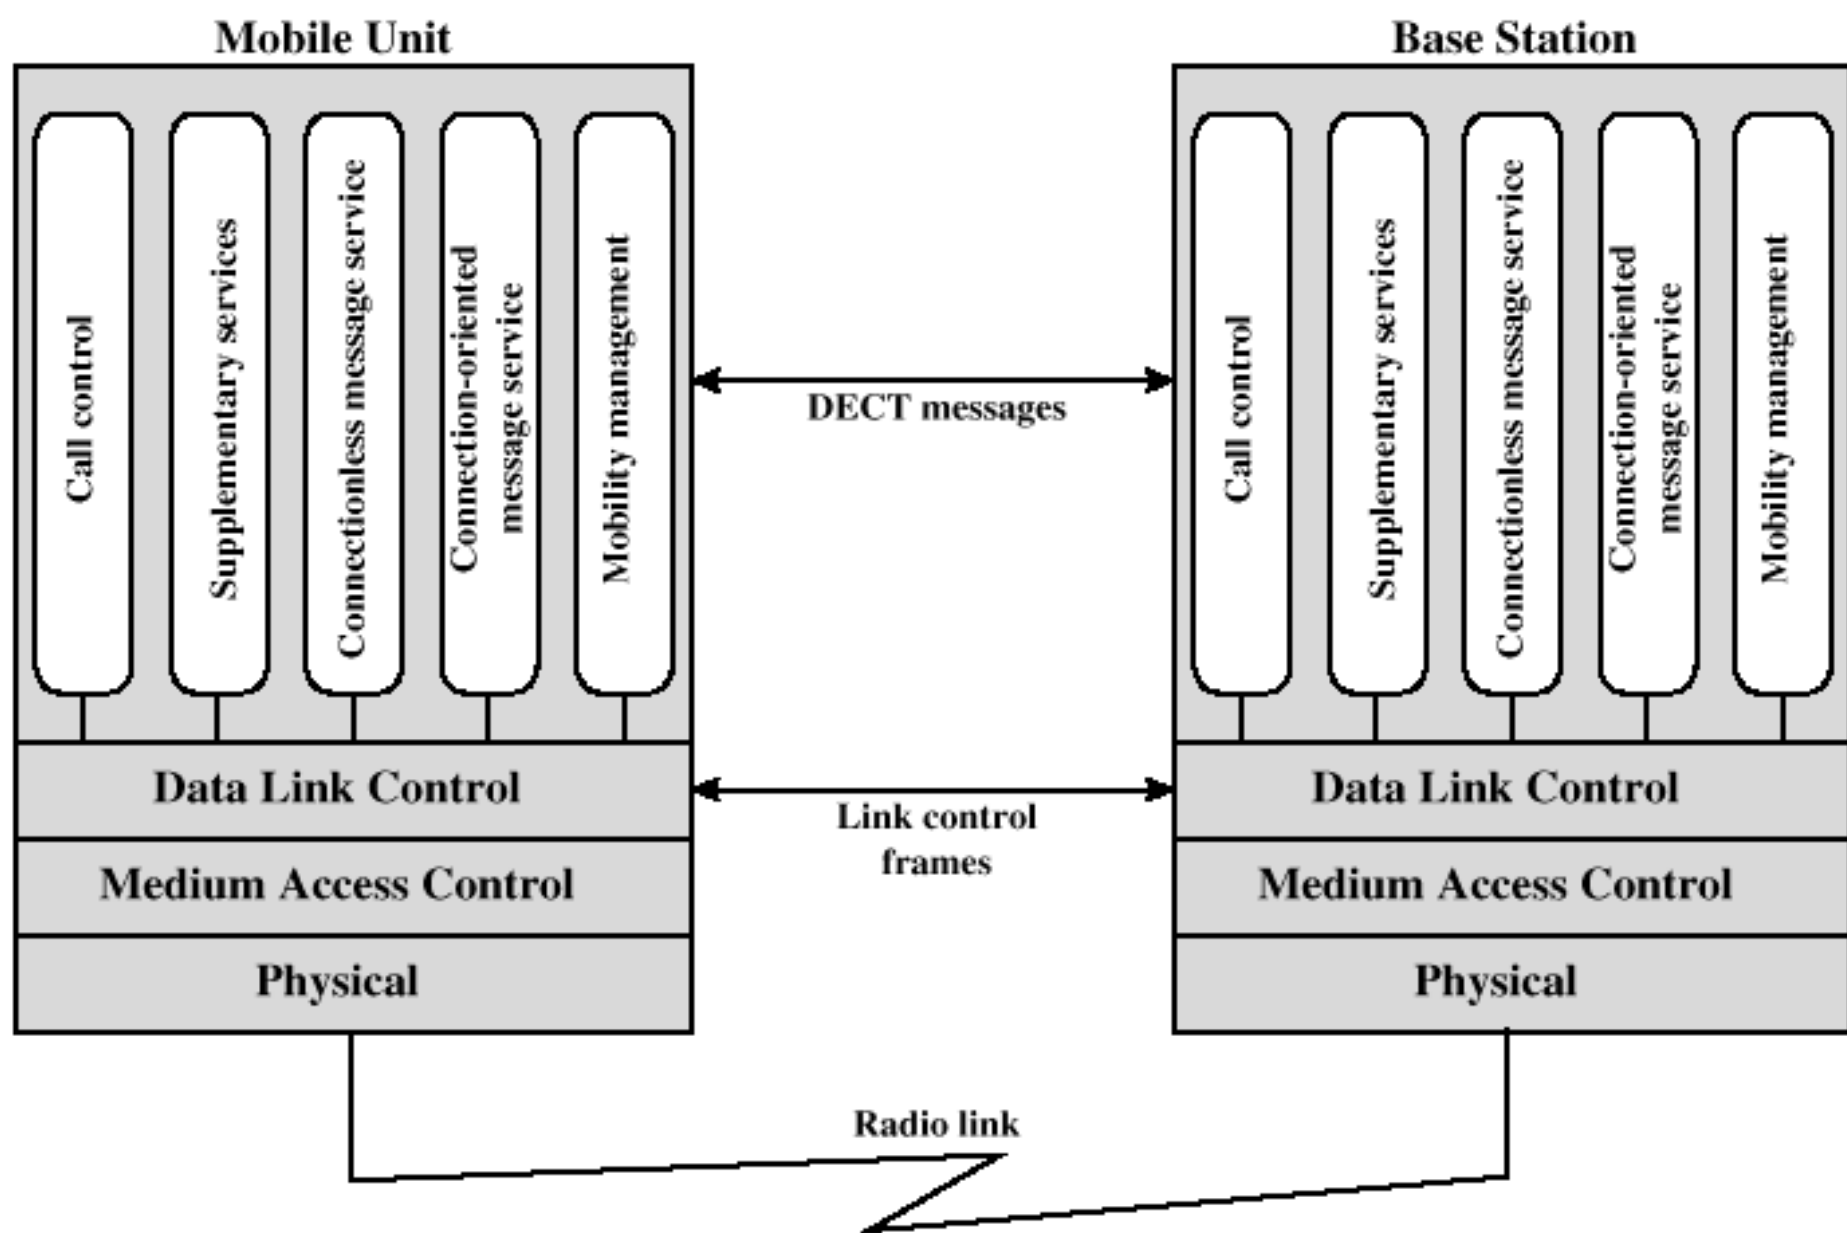 Mobile Unit
Call control
Supplementary services
Connectionless message service
Connection-oriented
message service
Mobility management
Data Link Control
Medium Access Control
Physical
DECT messages
Link control
frames
Radio link
Base Station
Call control
Supplementary services
Connectionless message service
Connection-oriented
message service
Mobility management
Data Link Control
Medium Access Control
Physical